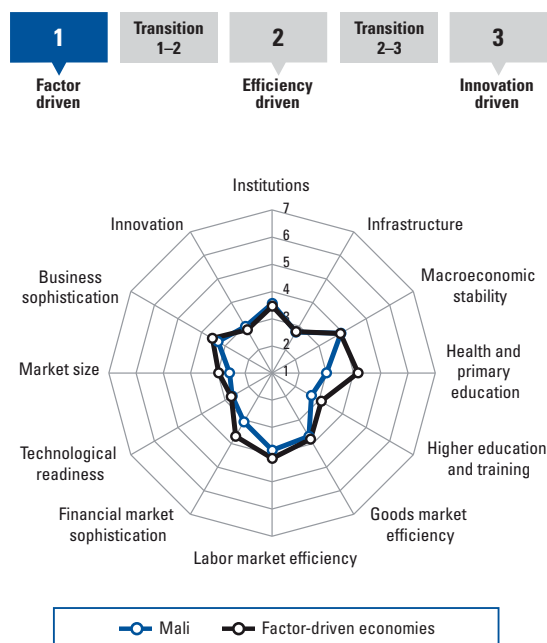 1
Transition
1–2
2
Transition
2–3
3
Factor
driven
Efficiency
driven
Innovation
driven
Institutions
Infrastructure
Macroeconomic
stability
Health and
primary
education
Higher education
and training
Goods market
efficiency
Labor market efficiency
Financial market
sophistication
Technological
readiness
Market size
Business
sophistication
Innovation
7
6
5
4
3
2
1
Mali
Factor-driven economies